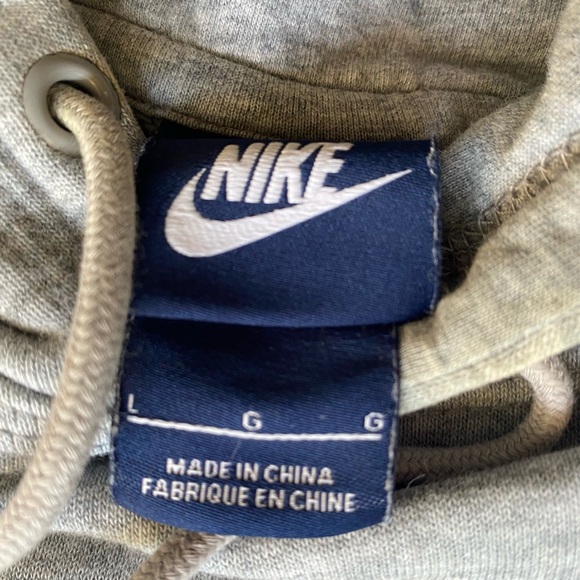 NIKE
L G G
MADE IN CHINA
FABRIQUE EN CHINE